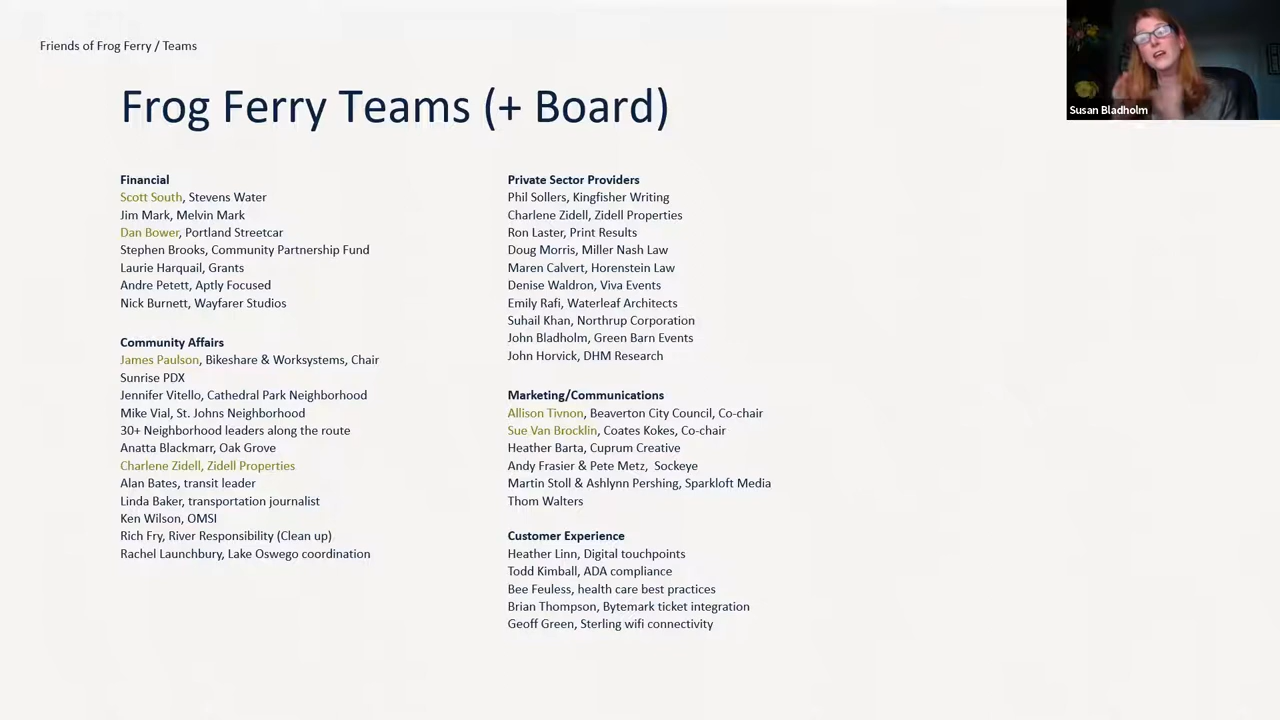 Friends of Frog Ferry / Teams
Frog Ferry Teams (+ Board)
Financial
Scott South, Stevens Water
Jim Mark, Melvin Mark
Dan Bower, Portland Streetcar
Stephen Brooks, Community Partnership Fund
Laurie Harquail, Grants
Andre Petett, Aptly Focused
Nick Burnett, Wayfarer Studios
Community Affairs
James Paulson, Bikeshare & Worksystems, Chair
Sunrise PDX
Jennifer Vitello, Cathedral Park Neighborhood
Mike Vial, St. Johns Neighborhood
30+ Neighborhood leaders along the route
Anatta Blackmarr, Oak Grove
Charlene Zidell, Zidell Properties
Alan Bates, transit leader
Linda Baker, transportation journalist
Ken Wilson, OMSI
Rich Fry, River Responsibility (Clean up)
Rachel Launchbury, Lake Oswego coordination
Private Sector Providers
Phil Sollers, Kingfisher Writing
Charlene Zidell, Zidell Properties
Ron Laster, Print Results
Doug Morris, Miller Nash Law
Maren Calvert, Horenstein Law
Denise Waldron, Viva Events
Emily Rafi, Waterleaf Architects
Suhail Khan, Northrup Corporation
John Bladholm, Green Barn Events
John Horvick, DHM Research
Marketing/Communications
Allison Tivnon, Beaverton City Council, Co-chair
Sue Van Brocklin, Coates Kokes, Co-chair
Heather Barta, Cuprum Creative
Andy Frasier & Pete Metz, Sockeye
Martin Stoll & Ashlynn Pershing, Sparkloft Media
Thom Walters
Customer Experience
Heather Linn, Digital touchpoints
Todd Kimball, ADA compliance
Bee Feuless, health care best practices
Brian Thompson, Bytemark ticket integration
Geoff Green, Sterling wifi connectivity
Susan Bladholm